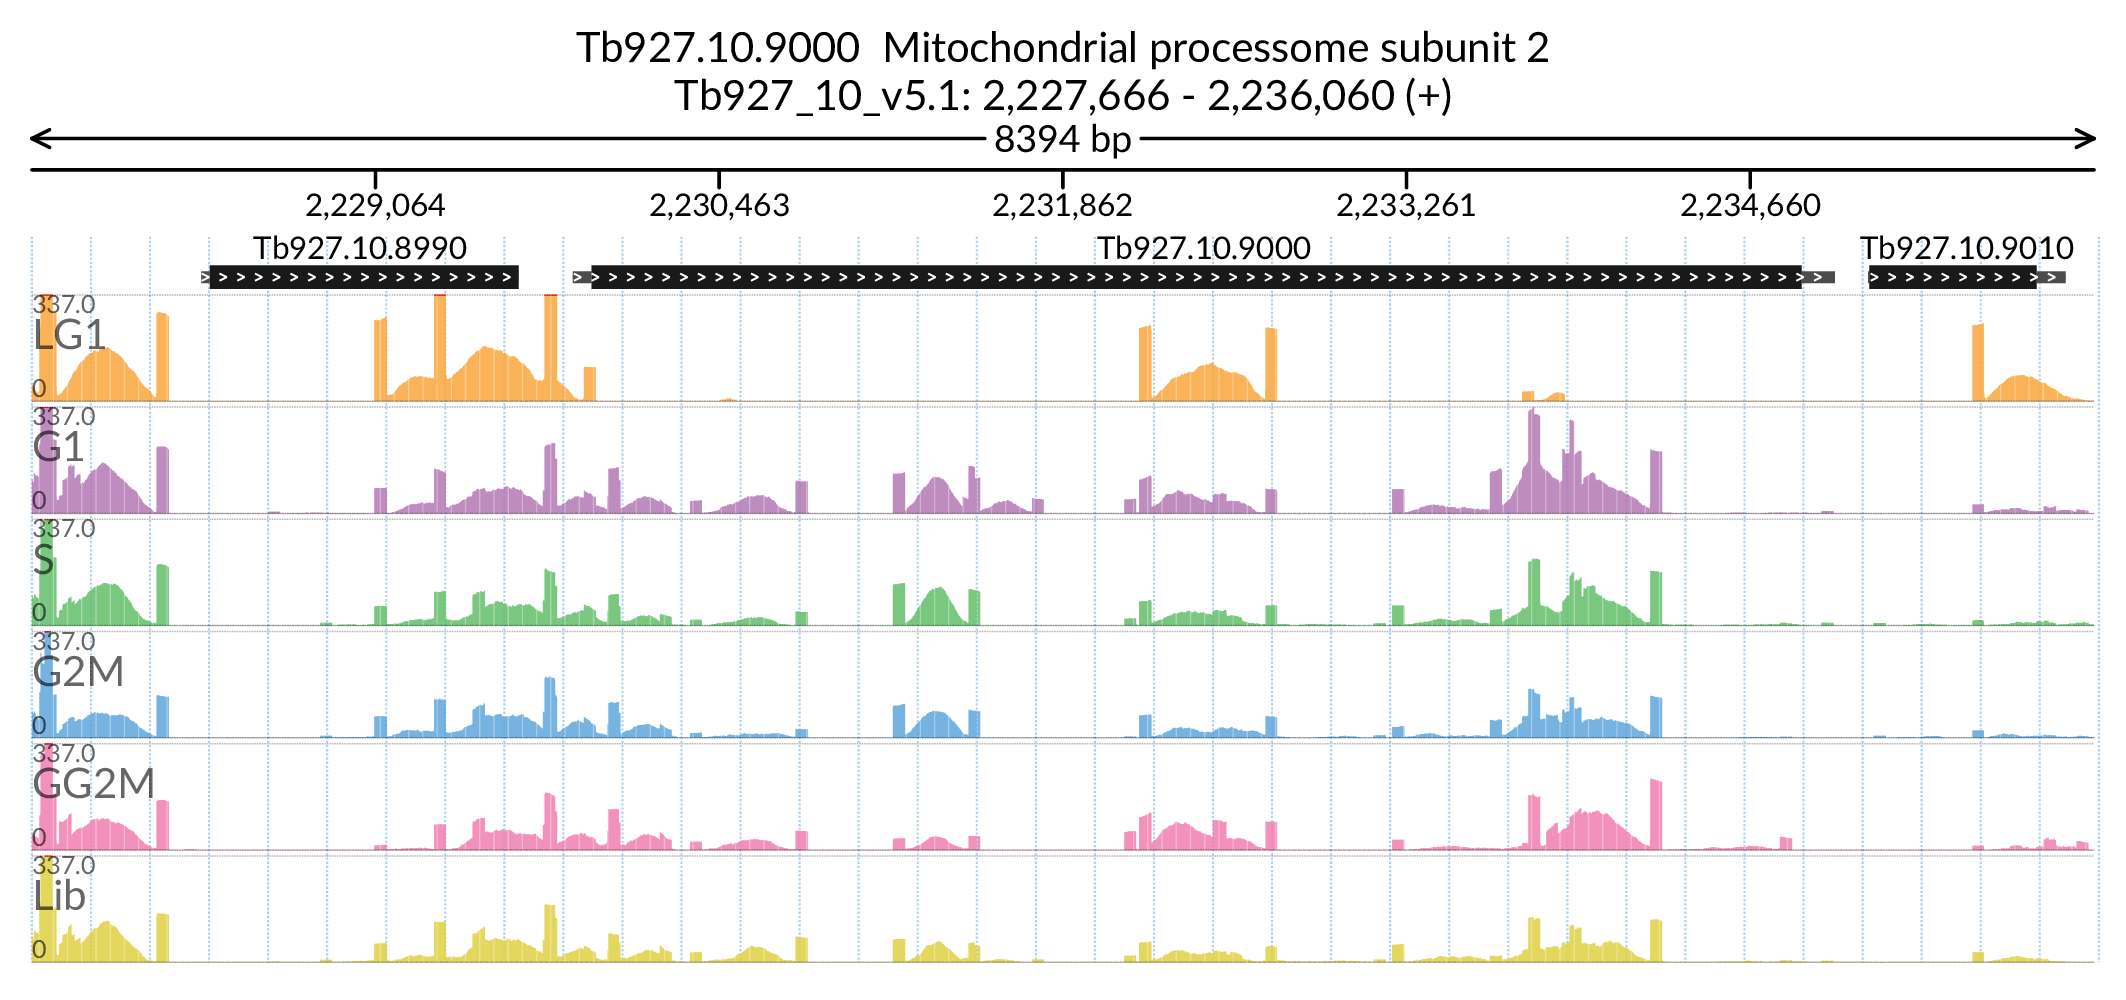 Tb927.10.9000  Mitochondrial processome subunit 2
Tb927_10_v5.1: 2,227,666 - 2,236,060 (+)
8394 bp
2,229,064 2,230,463 2,231,862 2,233,261 2,234,660
Tb927.10.8990 Tb927.10.9000 Tb927.10.9010
337.0
LG1
0
337.0
G1
0
337.0
S
0
337.0
G2M
0
337.0
GG2M
0
337.0
Lib
0